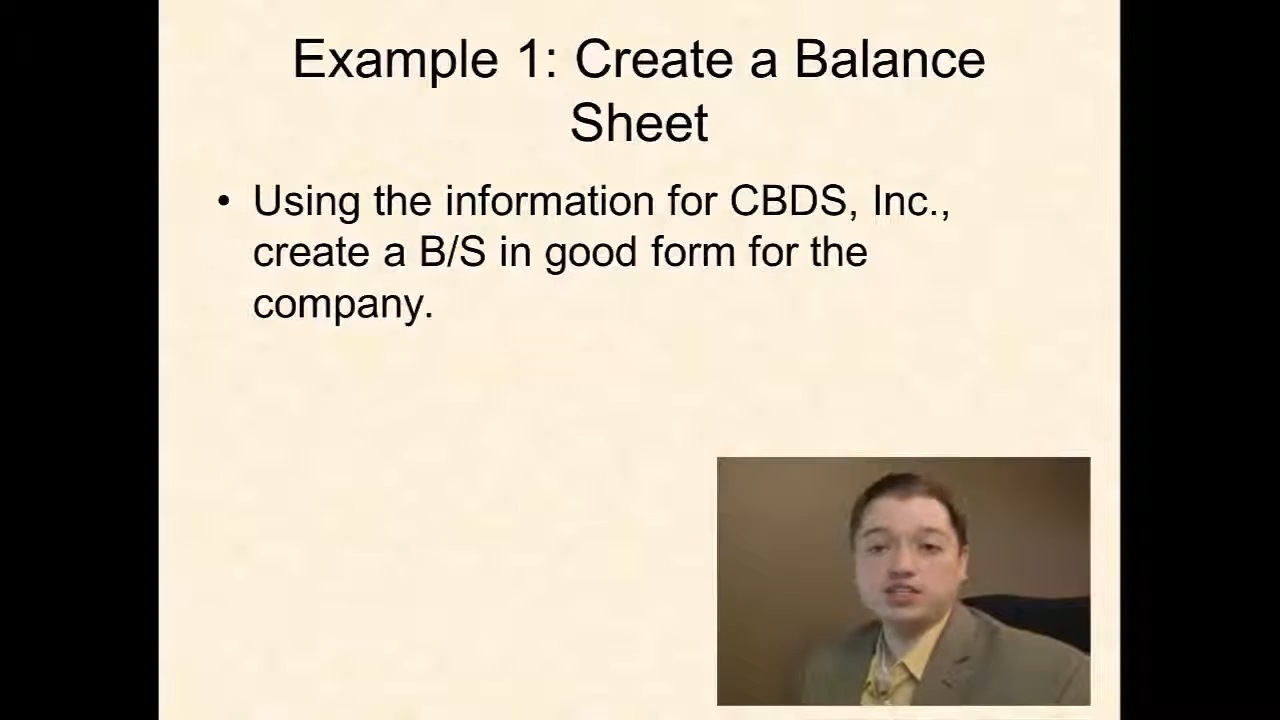 Example 1: Create a Balance
Sheet
• Using the information for CBDS, Inc.,
create a B/S in good form for the
company.